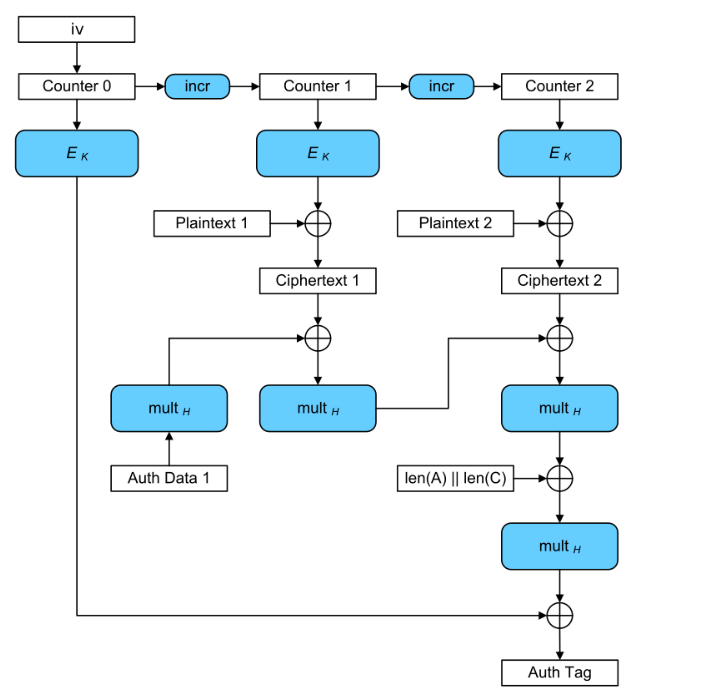 iv
Counter 0
incr
Counter 1
incr
Counter 2
E K
E K
E K
Plaintext 1
Plaintext 2
Ciphertext 1
Ciphertext 2
mult H
mult H
mult H
Auth Data 1
len(A) || len(C)
mult H
Auth Tag